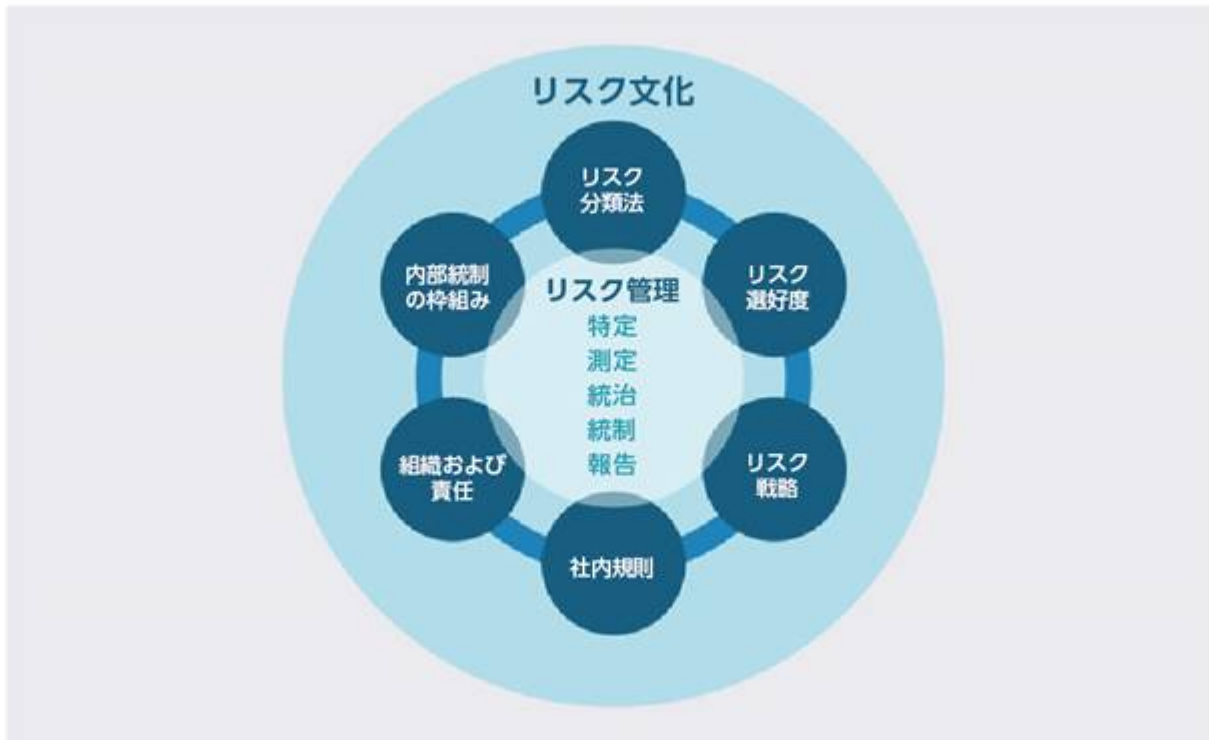 リスク文化
リスク
分類法
リスク
選好度
リスク
戦略
社内規則
組織および
責任
内部統制
の枠組み
リスク管理
特定
測定
統治
統制
報告